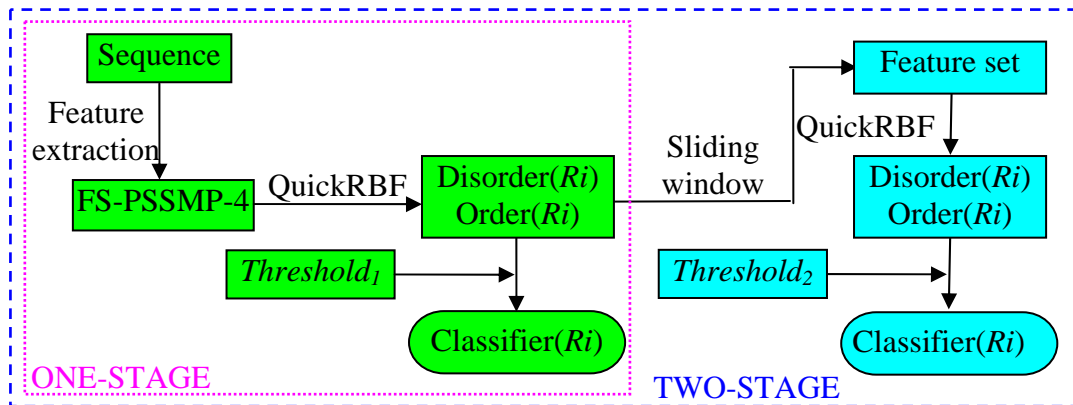 Sequence
Feature
extraction
FS-PSSMP-4
QuickRBF
Disorder(Ri)
Order(Ri)
Threshold1
Classifier(Ri)
ONE-STAGE
Sliding
window
Feature set
QuickRBF
Disorder(Ri)
Order(Ri)
Threshold2
Classifier(Ri)
TWO-STAGE